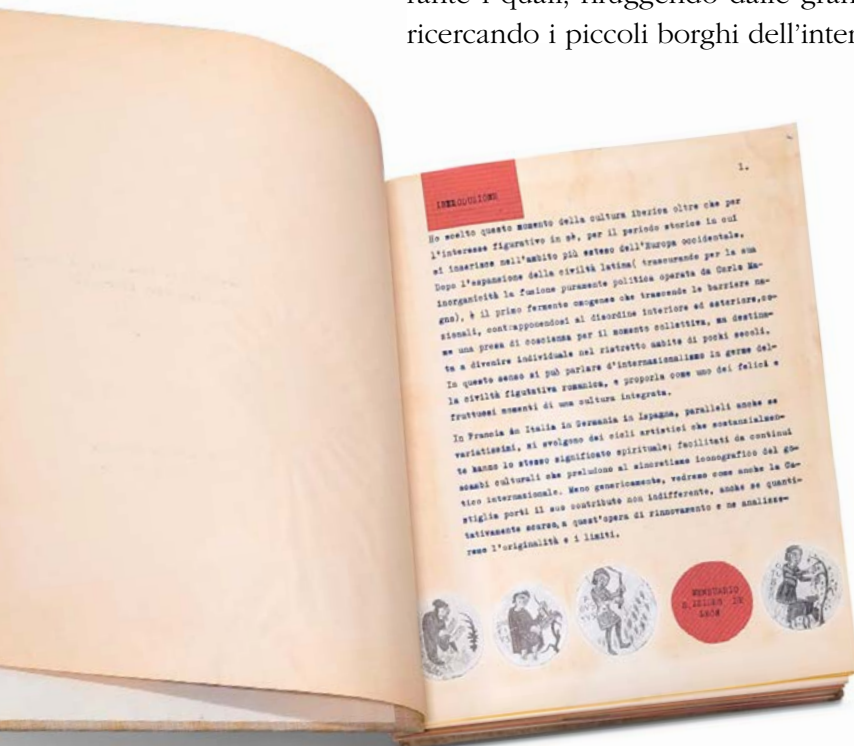 rante i quali, rifuggendo dalle gran
ricercando i piccoli borghi dell'inter
1.
INTRODUZIONE
Ho scelto questo momento della cultura iberica oltre che per
l'interesse figurativo in sè, per il periodo storico in cui
si inserisce nell'ambito più esteso dell'Europa occidentale.
Dopo l'espansione della civiltà latina( trascurando per la sua
inorganicità la fusione puramente politica operata da Carlo Ma-
gno), è il primo fermento omogeneo che trascende le barriere na-
zionali, contrapponendosi al disordine interiore ed esteriore,co-
me una presa di coscienza per il momento collettiva, ma destina-
ta a divenire individuale nel ristretto ambito di pochi secoli.
In questo senso si può parlare d'internazionalismo in germe del-
la civiltà figutativa romanica, e proporla come uno dei felici e
fruttuosi momenti di una cultura integrata.
In Francia in Italia in Germania in Ispagna, paralleli anche se
variatissimi, si svolgono dei cicli artistici che sostanzialmen-
te hanno lo stesso significato spirituale; facilitati da continui
scambi culturali che preludono al sincretismo iconografico del go-
tico internazionale. Meno genericamente, vedremo come anche la Ca-
stiglia porti il suo contributo non indifferente, anche se quanti-
tativamente scarso,a quest'opera di rinnovamento e ne analizze-
remo l'originalità e i limiti.
S.ISIDRO
LEON